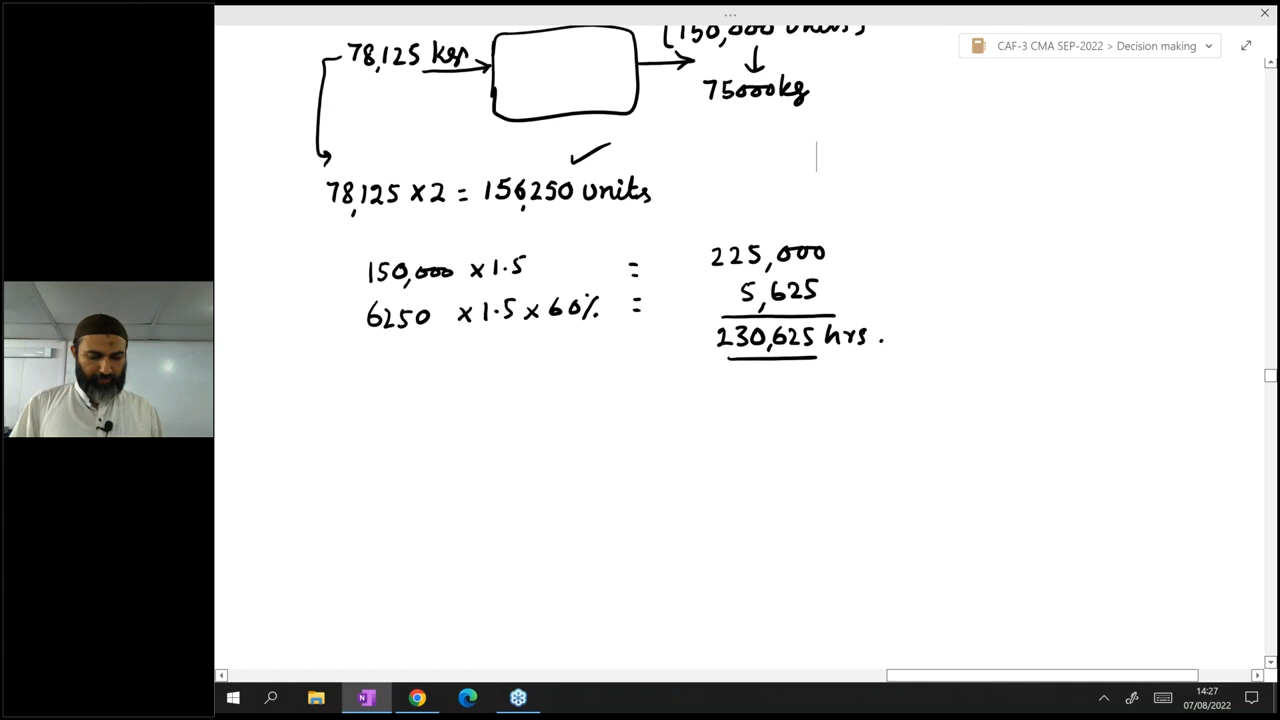 CAF-3 CMA SEP-2022 > Decision making
78,125 kgs
(150,000 units)
75000kg
78,125 x 2 = 156,250 units
150,000 x 1.5 = 225,000
6250 x 1.5 x 60% = 5,625
230,625 hrs.
14:27
07/08/2022